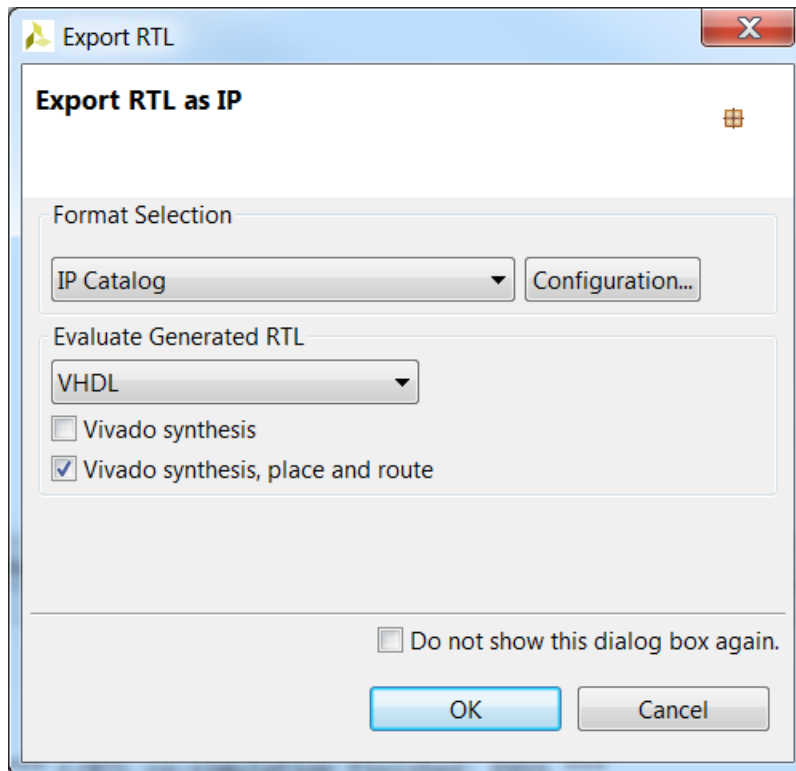 Export RTL
Export RTL as IP
Format Selection
IP Catalog
Configuration...
Evaluate Generated RTL
VHDL
Vivado synthesis
Vivado synthesis, place and route
Do not show this dialog box again.
OK
Cancel